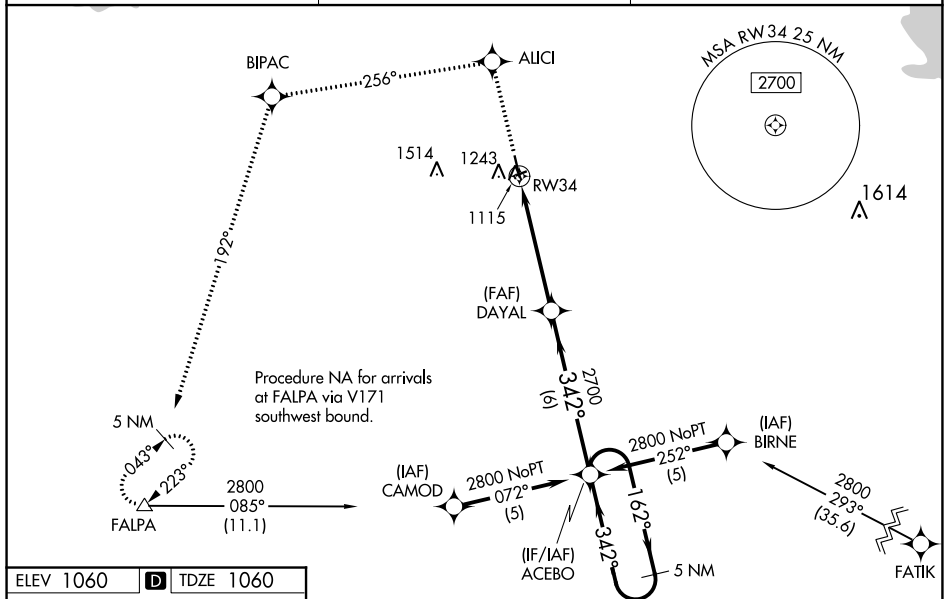 BIPAC
ALICI
256°
MSA RW34 25 NM
2700
1514
1243
RW34
1115
1614
192°
(FAF)
DAYAL
Procedure NA for arrivals
at FALPA via V171
southwest bound.
2700
342°
(6)
5 NM
043°
223°
FALPA
2800
085°
(11.1)
(IAF)
CAMOD
2800 NoPT
072°
(5)
2800 NoPT
252°
(5)
(IAF)
BIRNE
2800
293°
(35.6)
FATIK
162°
342°
(IF/IAF)
ACEBO
5 NM
ELEV 1060 D TDZE 1060